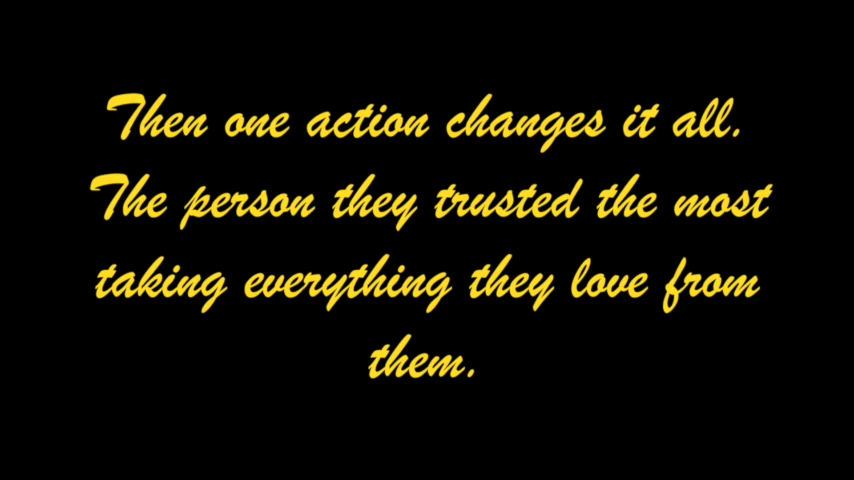 Then one action changes it all.
The person they trusted the most
taking everything they love from
them.